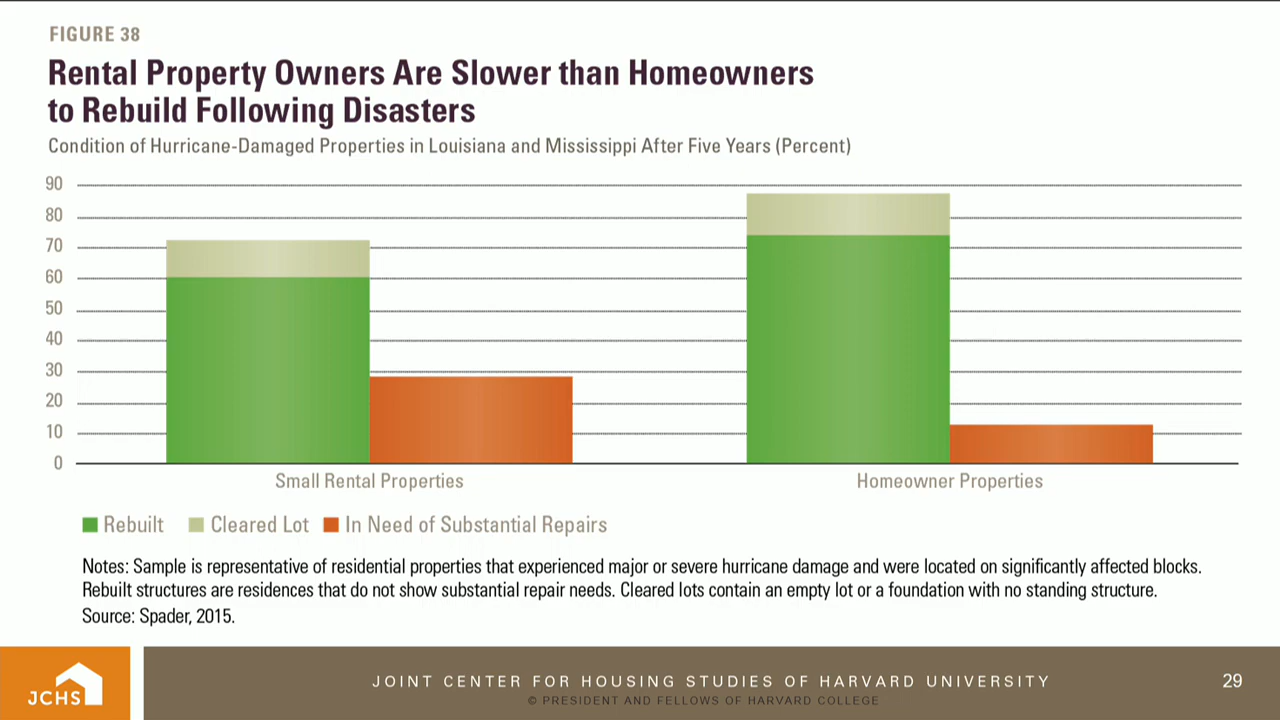 FIGURE 38
Rental Property Owners Are Slower than Homeowners
to Rebuild Following Disasters
Condition of Hurricane-Damaged Properties in Louisiana and Mississippi After Five Years (Percent)
90
80
70
60
50
40
30
20
10
0
Small Rental Properties
Homeowner Properties
Rebuilt
Cleared Lot
In Need of Substantial Repairs
Notes: Sample is representative of residential properties that experienced major or severe hurricane damage and were located on significantly affected blocks.
Rebuilt structures are residences that do not show substantial repair needs. Cleared lots contain an empty lot or a foundation with no standing structure.
Source: Spader, 2015.
JCHS
JOINT CENTER FOR HOUSING STUDIES OF HARVARD UNIVERSITY
© PRESIDENT AND FELLOWS OF HARVARD COLLEGE
29